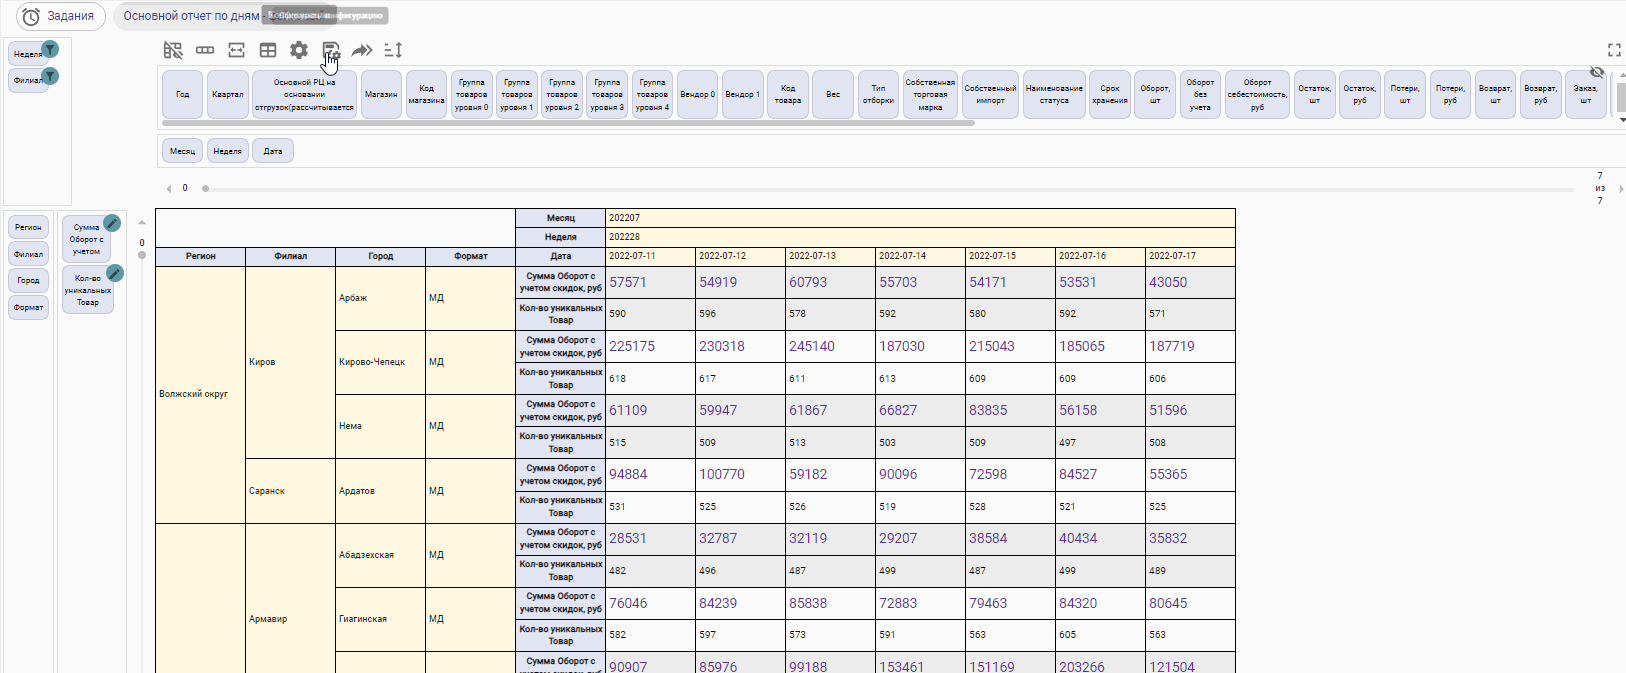 Задания
Основной отчет по дням -
Неделя
Филиал
Год
Квартал
Основной РЦ на основании отгрузок(рассчитывается
Магазин
Код магазина
Группа товаров уровня 0
Группа товаров уровня 1
Группа товаров уровня 2
Группа товаров уровня 3
Группа товаров уровня 4
Вендор 0
Вендор 1
Код товара
Вес
Тип отборки
Собственная торговая марка
Собственный импорт
Наименование статуса
Срок хранения
Оборот, шт
Оборот без учета
Оборот себестоимость, руб
Остаток, шт
Остаток, руб
Потери, шт
Потери, руб
Возврат, шт
Возврат, руб
Заказ, шт
Месяц
Неделя
Дата
0
7 из 7
Регион
Филиал
Город
Формат
Сумма Оборот с учетом
Кол-во уникальных Товар
0
Месяц 202207
Неделя 202228
Регион Филиал Город Формат Дата 2022-07-11 2022-07-12 2022-07-13 2022-07-14 2022-07-15 2022-07-16 2022-07-17
Волжский округ Киров Арбаж МД Сумма Оборот с учетом скидок, руб 57571 54919 60793 55703 54171 53531 43050
Кол-во уникальных Товар 590 596 578 592 580 592 571
Кирово-Чепецк МД Сумма Оборот с учетом скидок, руб 225175 230318 245140 187030 215043 185065 187719
Кол-во уникальных Товар 618 617 611 613 609 609 606
Нема МД Сумма Оборот с учетом скидок, руб 61109 59947 61867 66827 83835 56158 51596
Кол-во уникальных Товар 515 509 513 503 509 497 508
Саранск Ардатов МД Сумма Оборот с учетом скидок, руб 94884 100770 59182 90096 72598 84527 55365
Кол-во уникальных Товар 531 525 526 519 528 521 525
Армавир Абадзехская МД Сумма Оборот с учетом скидок, руб 28531 32787 32119 29207 38584 40434 35832
Кол-во уникальных Товар 482 496 487 499 487 499 489
Гиагинская МД Сумма Оборот с учетом скидок, руб 76046 84239 85838 72883 79463 84320 80645
Кол-во уникальных Товар 582 597 573 591 563 605 563
Сумма Оборот с 90907 85976 99188 153461 151169 203266 121504